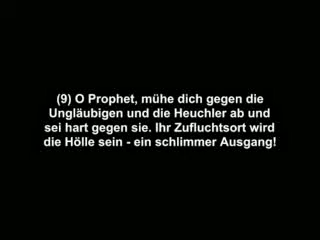 (9) O Prophet, mühe dich gegen die
Ungläubigen und die Heuchler ab und
sei hart gegen sie. Ihr Zufluchtsort wird
die Hölle sein - ein schlimmer Ausgang!